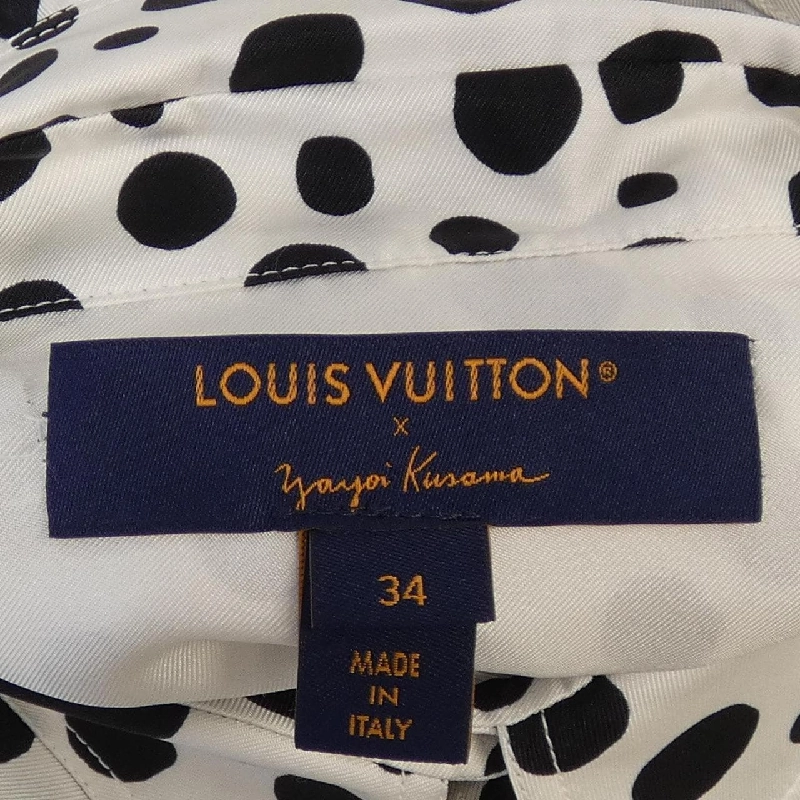 LOUIS VUITTON®
x
Yayoi Kusama
34
MADE
IN
ITALY